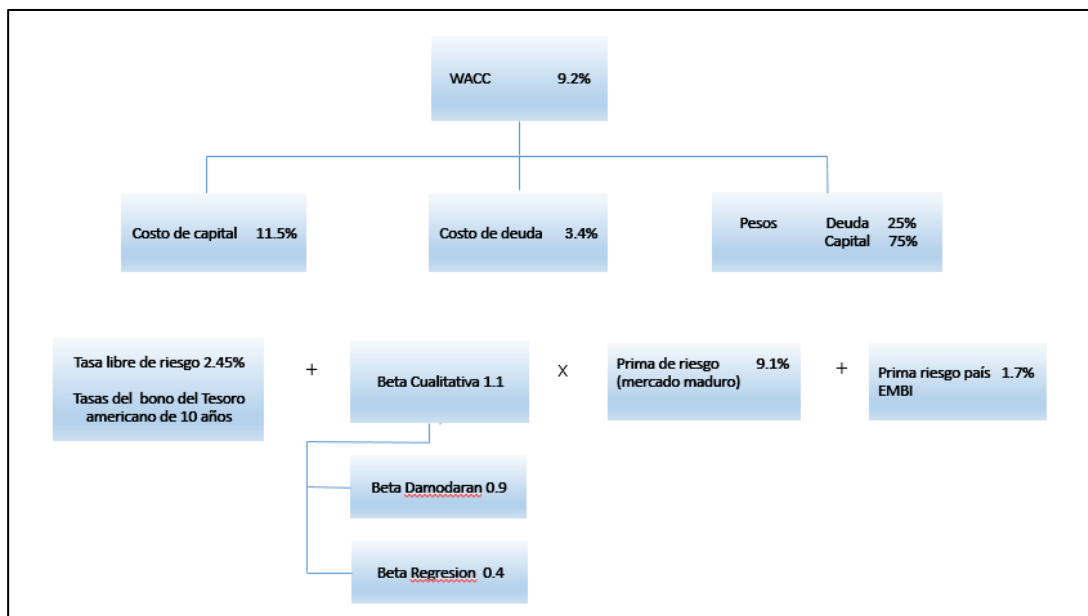 WACC 9.2%
Costo de capital 11.5%
Costo de deuda 3.4%
Pesos Deuda 25%
Capital 75%
Tasa libre de riesgo 2.45%
Tasas del bono del Tesoro
americano de 10 años
+
Beta Cualitativa 1.1
X
Prima de riesgo 9.1%
(mercado maduro)
+
Prima riesgo país 1.7%
EMBI
Beta Damodaran 0.9
Beta Regresion 0.4